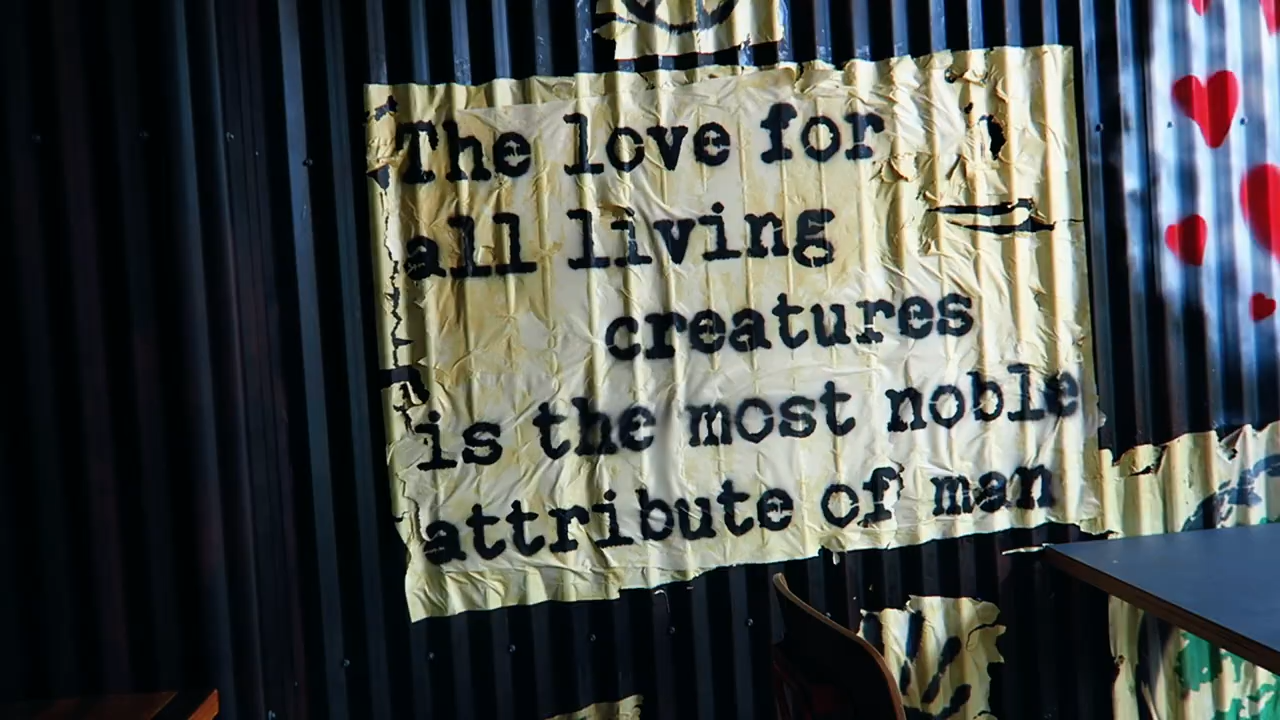 The love for
all living
creatures
is the most noble
attribute of man